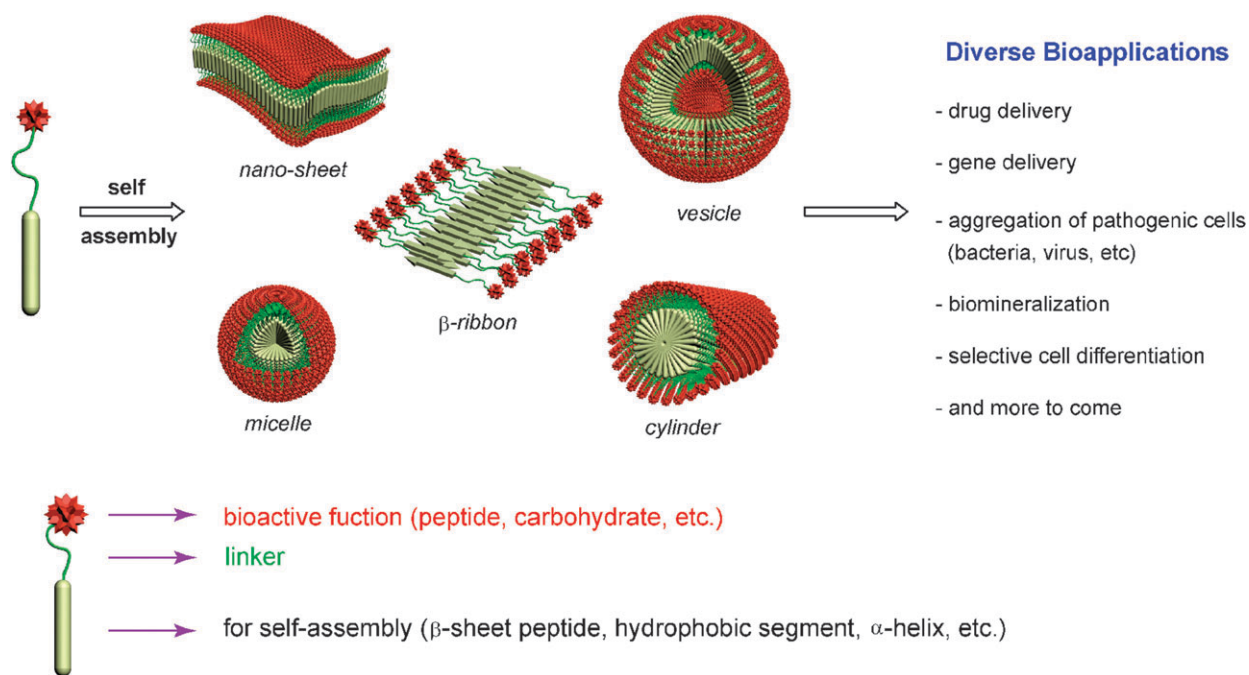 self
assembly
nano-sheet
β-ribbon
vesicle
micelle
cylinder
Diverse Bioapplications
- drug delivery
- gene delivery
- aggregation of pathogenic cells
(bacteria, virus, etc)
- biomineralization
- selective cell differentiation
- and more to come
bioactive fuction (peptide, carbohydrate, etc.)
linker
for self-assembly (β-sheet peptide, hydrophobic segment, α-helix, etc.)